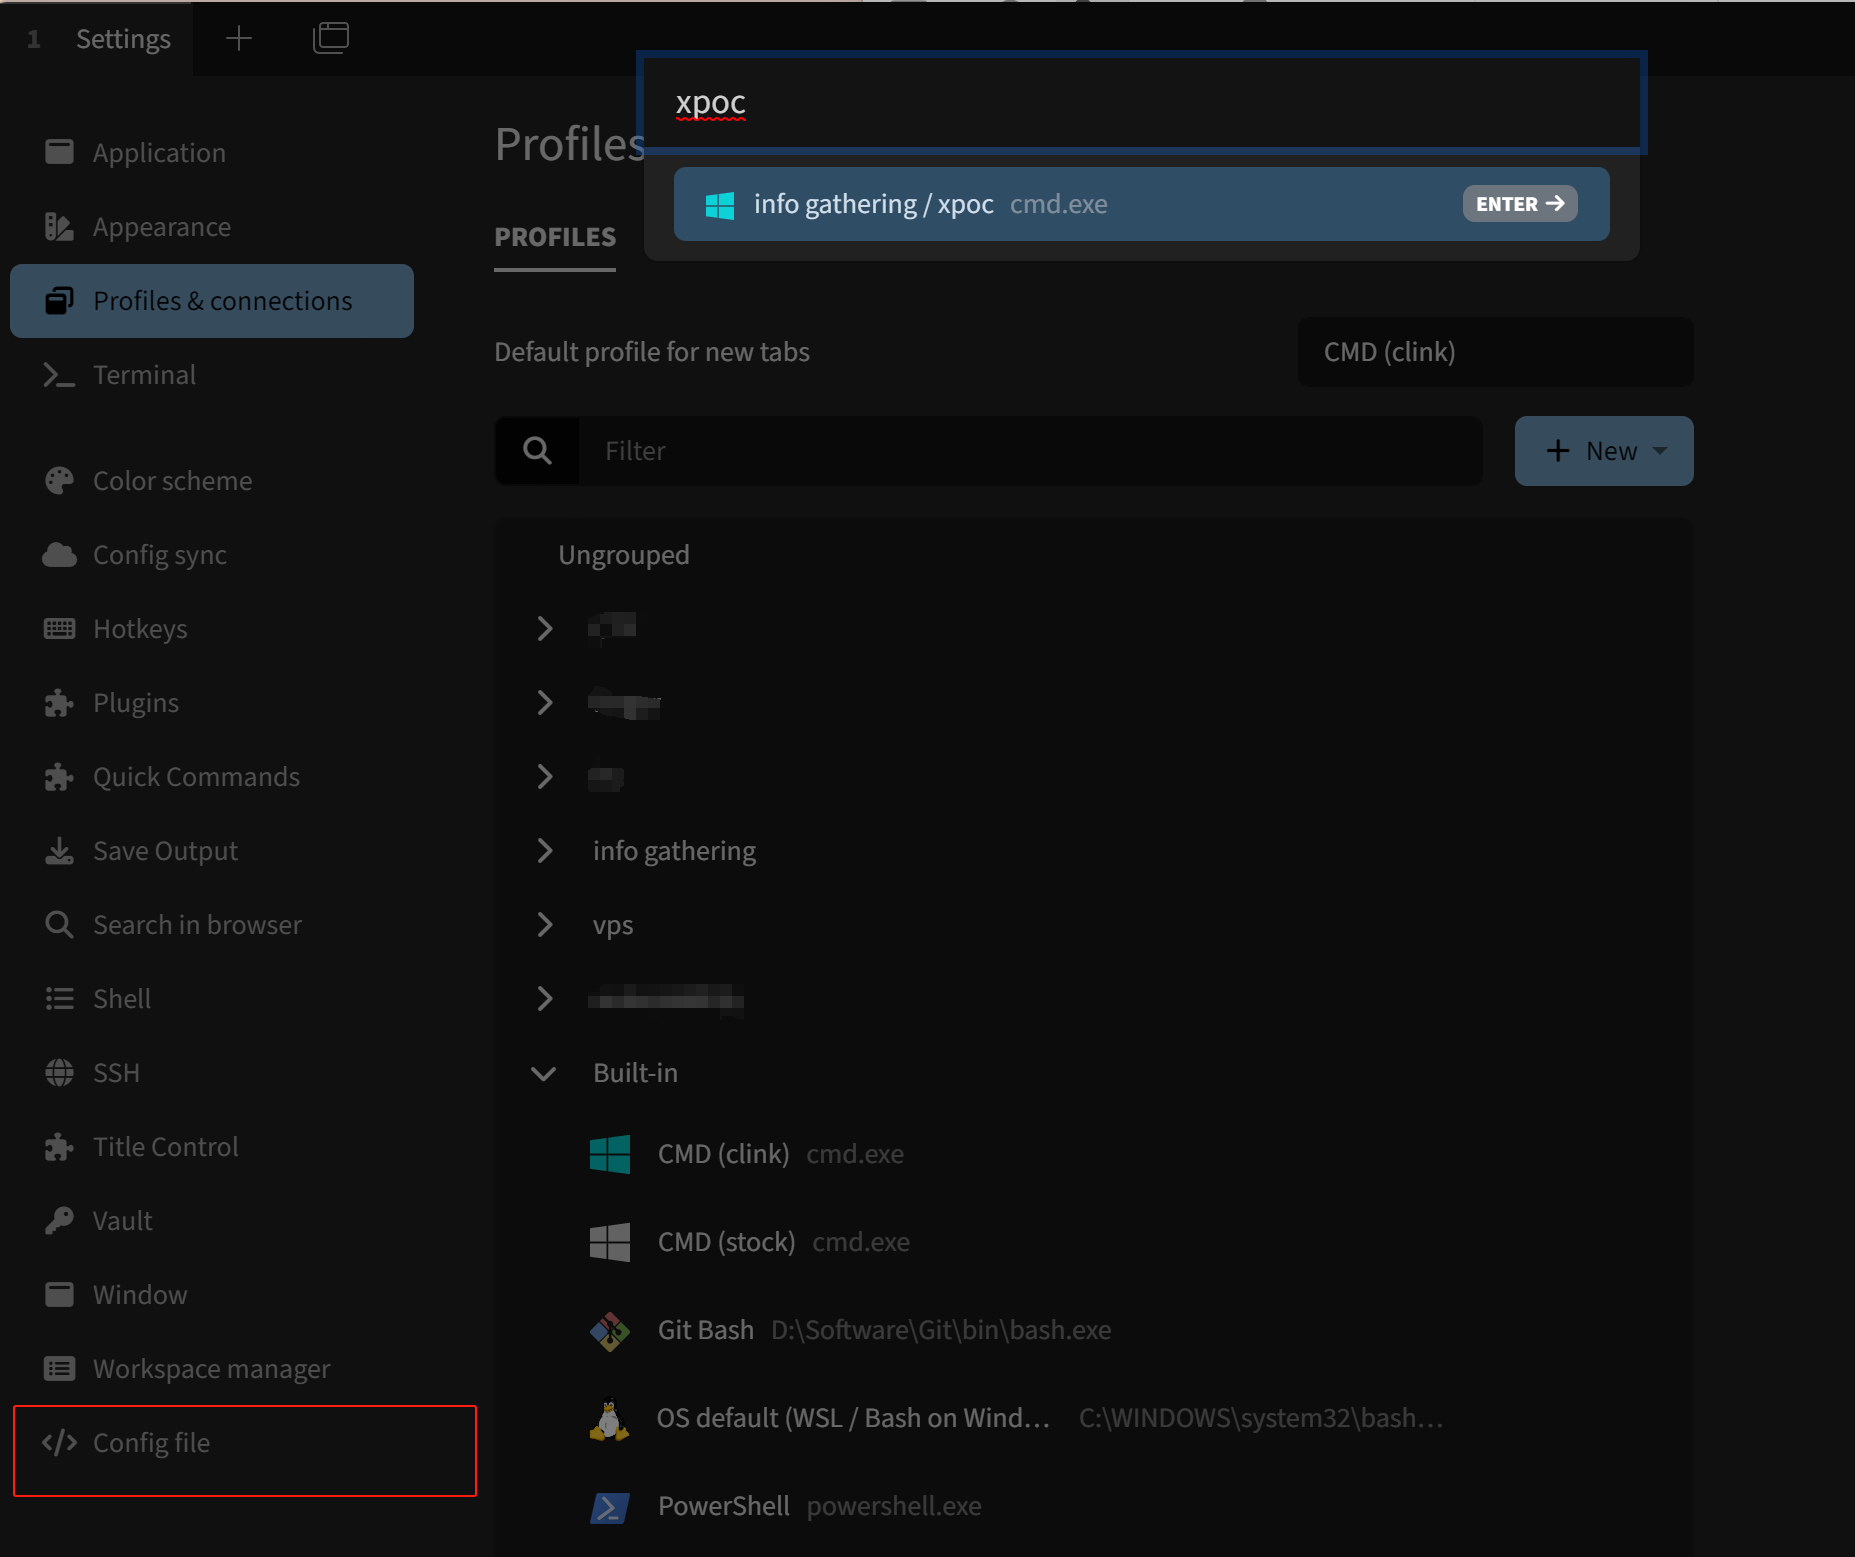 1 Settings
xpoc
info gathering / xpoc cmd.exe ENTER →
Application
Appearance
Profiles & connections
Terminal
Color scheme
Config sync
Hotkeys
Plugins
Quick Commands
Save Output
Search in browser
Shell
SSH
Title Control
Vault
Window
Workspace manager
Config file
Profiles
PROFILES
Default profile for new tabs CMD (clink)
Filter
New
Ungrouped
info gathering
vps
Built-in
CMD (clink) cmd.exe
CMD (stock) cmd.exe
Git Bash D:\Software\Git\bin\bash.exe
OS default (WSL / Bash on Wind... C:\WINDOWS\system32\bash...
PowerShell powershell.exe